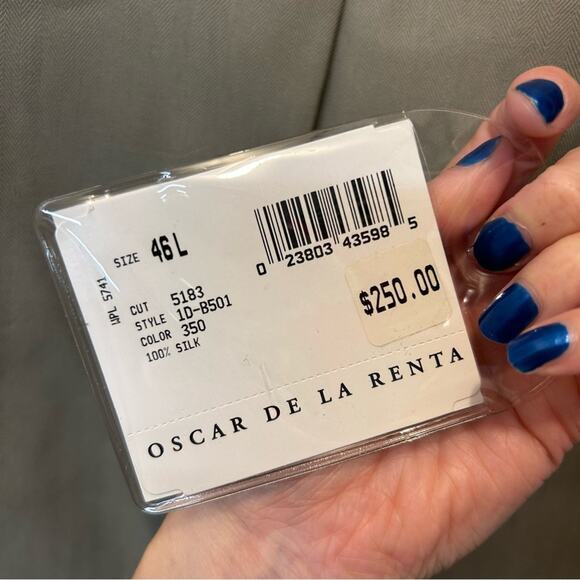 SIZE 46L
WPL 5741
CUT 5183
STYLE 1D-B501
COLOR 350
100% SILK
0 23803 43598 5
$250.00
OSCAR DE LA RENTA